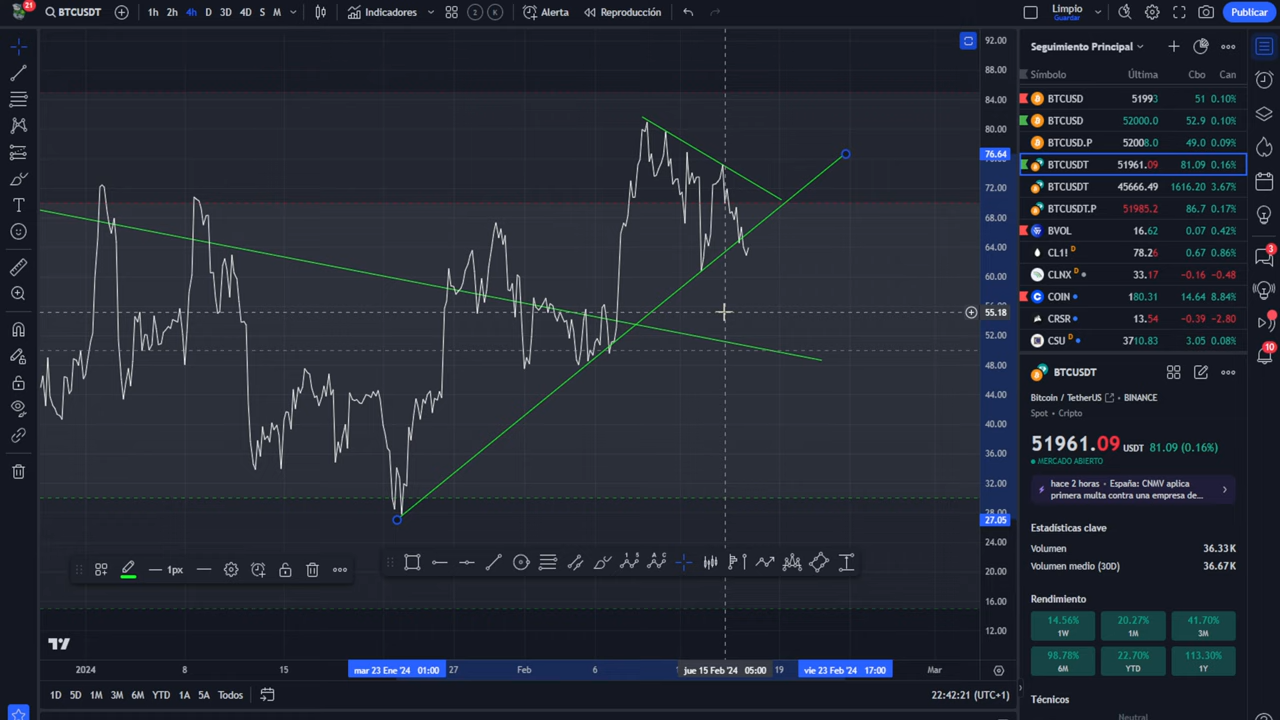 21
BTCUSDT
1h 2h 4h D 3D 4D S M
Indicadores
2 K
Alerta
Reproducción
Limpio
Guardar
Publicar
92.00
88.00
84.00
80.00
76.64
72.00
68.00
64.00
60.00
55.18
52.00
48.00
44.00
40.00
36.00
32.00
27.05
24.00
20.00
16.00
12.00
Seguimiento Principal
Símbolo Última Cbo Can
BTCUSD 51993 51 0.10%
BTCUSD 52000.0 52.9 0.10%
BTCUSD.P 52008.0 49.0 0.09%
BTCUSDT 51961.09 81.09 0.16%
BTCUSDT 45666.49 1616.20 3.67%
BTCUSDT.P 51985.2 86.7 0.17%
BVOL 16.62 0.07 0.42%
CL1! D 78.26 0.67 0.86%
CLNX D 33.17 −0.16 −0.48
COIN 180.31 14.64 8.84%
CRSR 13.54 −0.39 −2.80
CSU D 3710.83 3.05 0.08%
3
10
BTCUSDT
Bitcoin / TetherUS BINANCE
Spot • Cripto
51961.09 USDT 81.09 (0.16%)
MERCADO ABIERTO
hace 2 horas • España: CNMV aplica
primera multa contra una empresa de...
Estadísticas clave
Volumen 36.33K
Volumen medio (30D) 36.67K
Rendimiento
14.56% 20.27% 41.70%
1W 1M 3M
98.78% 22.70% 113.30%
6M YTD 1Y
Técnicos
Neutral
1px
2024 8 15 mar 23 Ene '24 01:00 27 Feb 6 jue 15 Feb '24 05:00 19 vie 23 Feb '24 17:00 Mar
1D 5D 1M 3M 6M YTD 1A 5A Todos
22:42:21 (UTC+1)